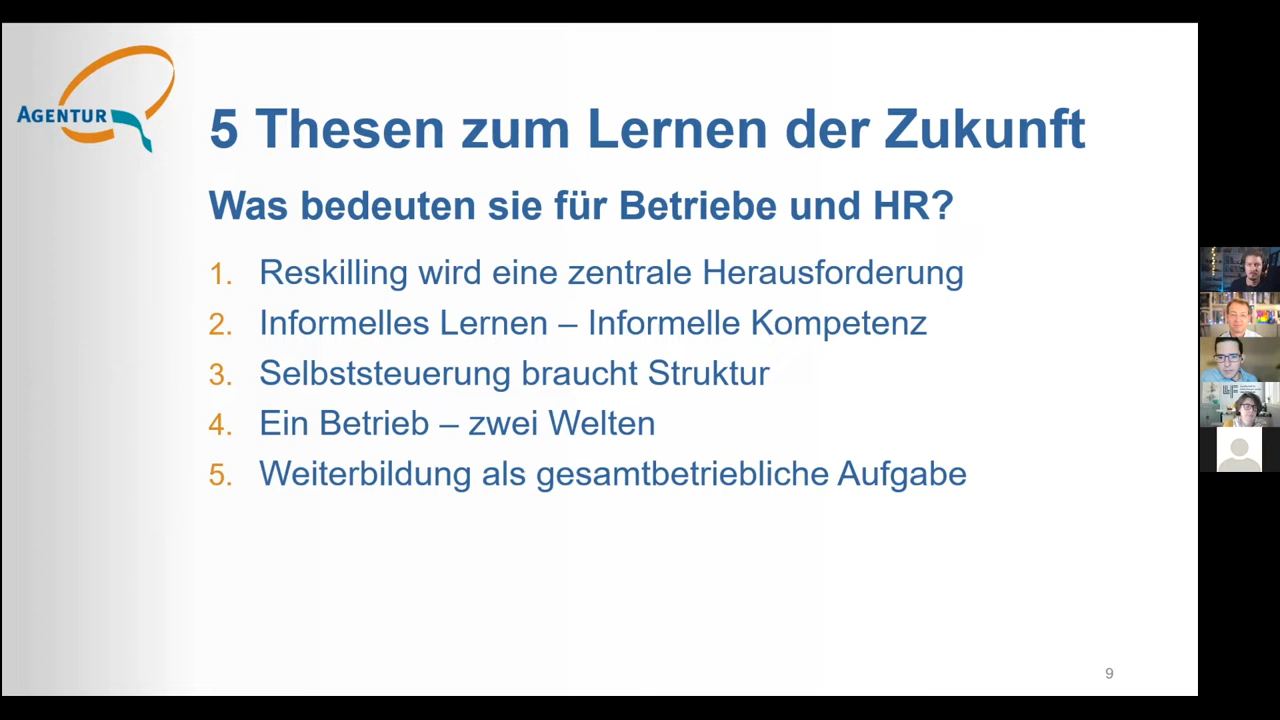 AGENTUR
5 Thesen zum Lernen der Zukunft
Was bedeuten sie für Betriebe und HR?
1. Reskilling wird eine zentrale Herausforderung
2. Informelles Lernen – Informelle Kompetenz
3. Selbststeuerung braucht Struktur
4. Ein Betrieb – zwei Welten
5. Weiterbildung als gesamtbetriebliche Aufgabe
9